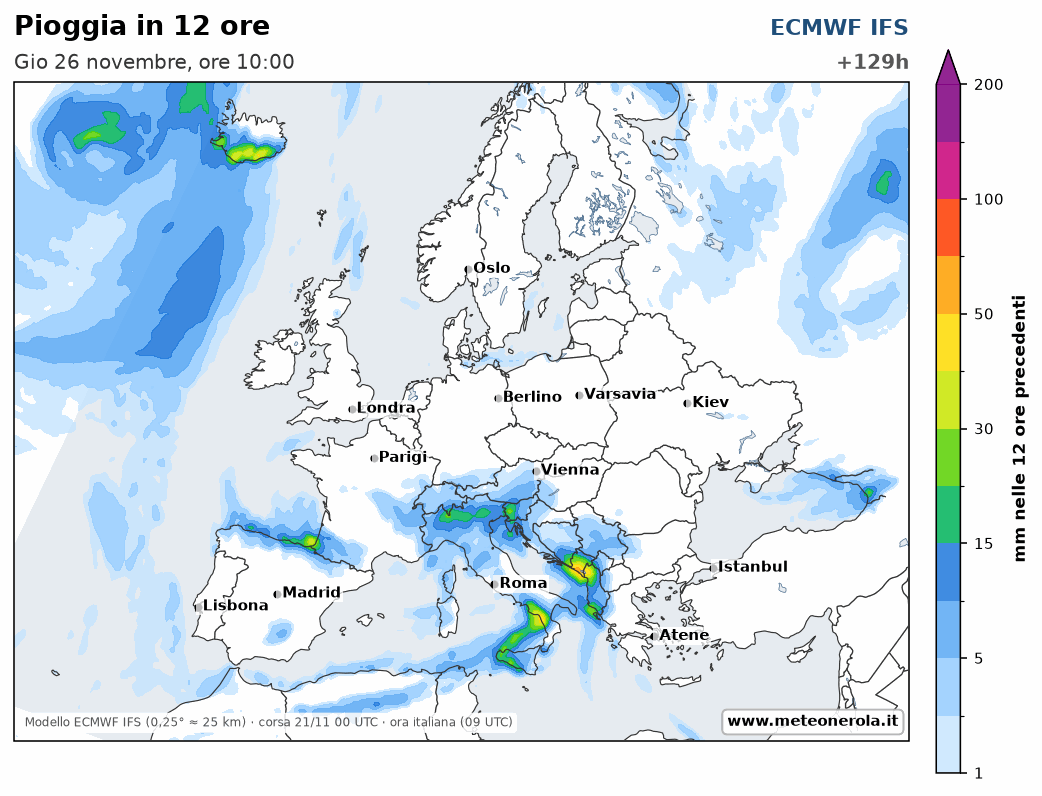 Pioggia in 12 ore
ECMWF IFS
Gio 26 novembre, ore 10:00
+129h
200
100
50
30
15
5
1
mm nelle 12 ore precedenti
Oslo
Berlino
Varsavia
Kiev
Londra
Parigi
Vienna
Istanbul
Roma
Madrid
Lisbona
Atene
Modello ECMWF IFS (0,25° ≈ 25 km) · corsa 21/11 00 UTC · ora italiana (09 UTC)
www.meteonerola.it